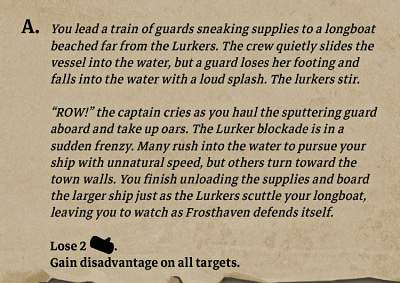 A. You lead a train of guards sneaking supplies to a longboat
beached far from the Lurkers. The crew quietly slides the
vessel into the water, but a guard loses her footing and
falls into the water with a loud splash. The lurkers stir.
“ROW!” the captain cries as you haul the sputtering guard
aboard and take up oars. The Lurker blockade is in a
sudden frenzy. Many rush into the water to pursue your
ship with unnatural speed, but others turn toward the
town walls. You finish unloading the supplies and board
the larger ship just as the Lurkers scuttle your longboat,
leaving you to watch as Frosthaven defends itself.
Lose 2 .
Gain disadvantage on all targets.